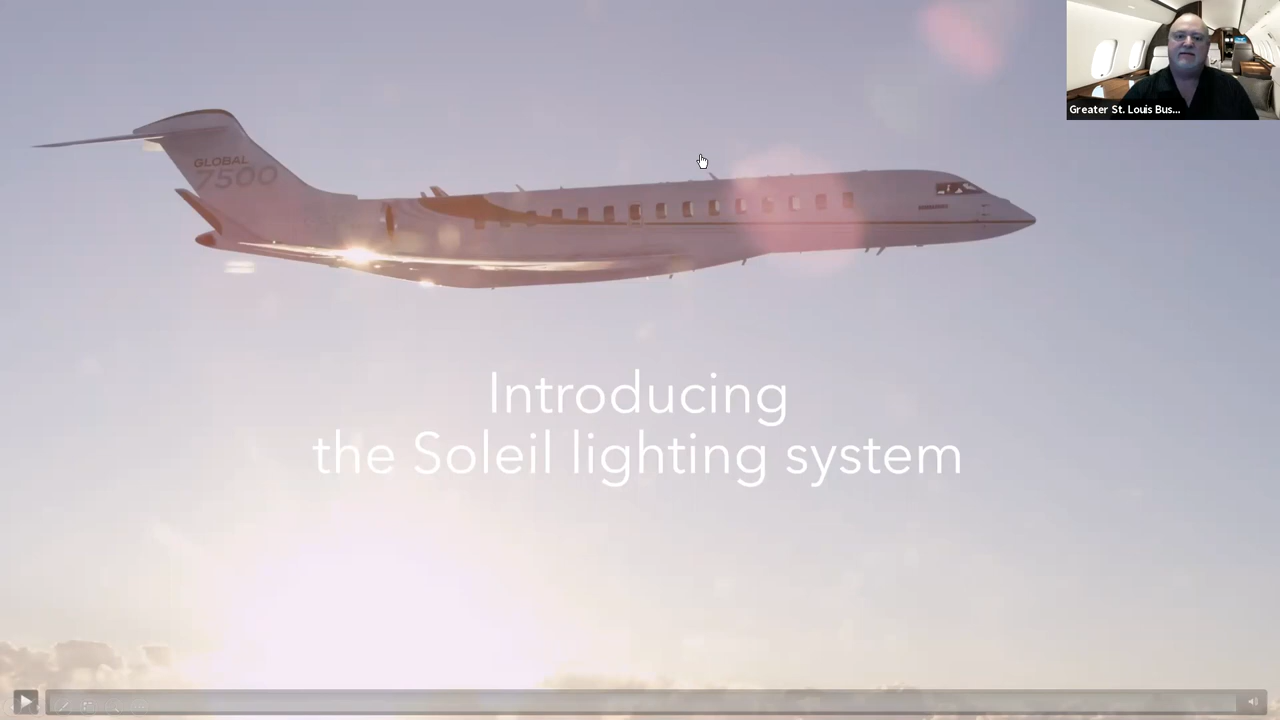 Greater St. Louis Bus...
GLOBAL
7500
Introducing
the Soleil lighting system